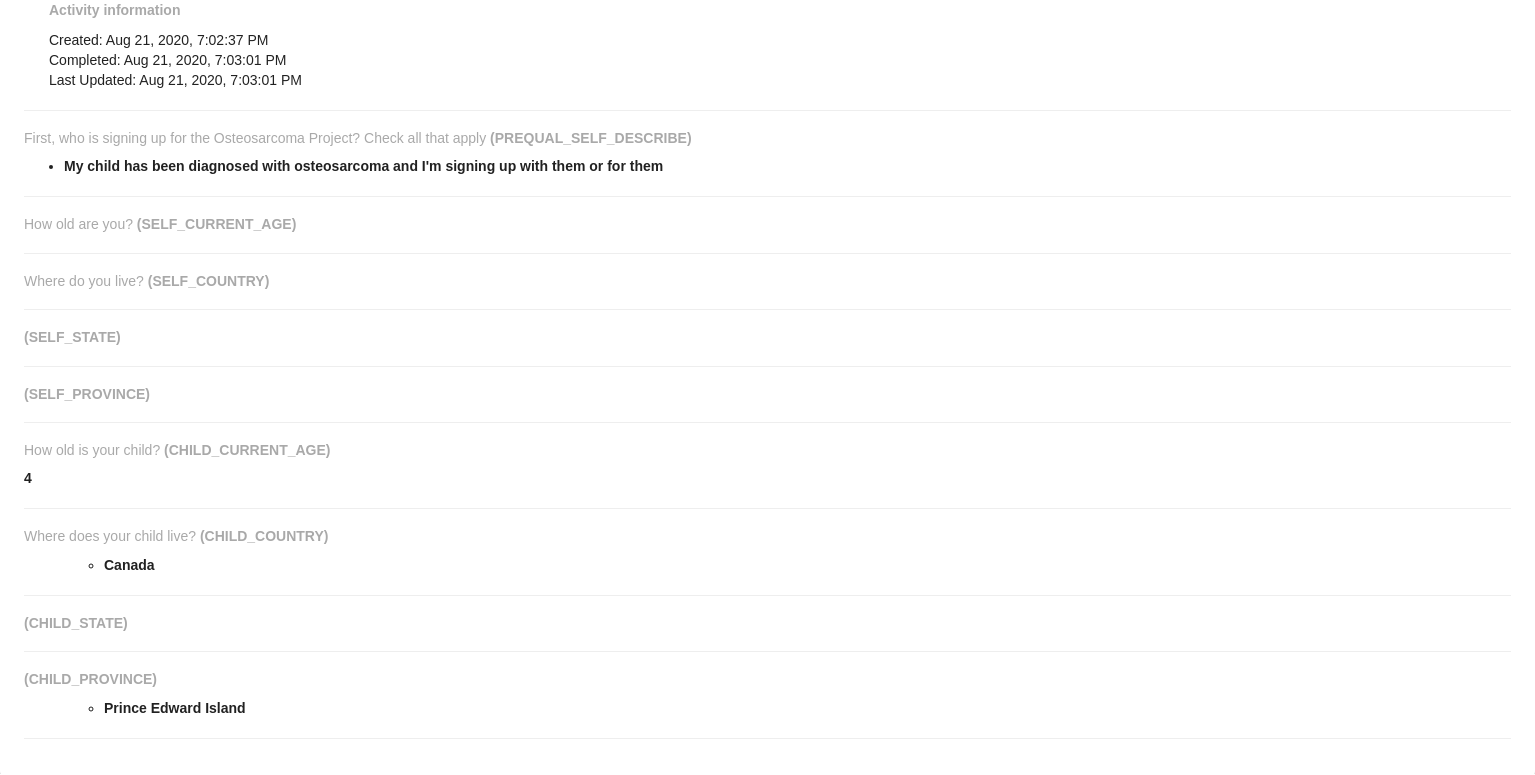 Activity information
Created: Aug 21, 2020, 7:02:37 PM
Completed: Aug 21, 2020, 7:03:01 PM
Last Updated: Aug 21, 2020, 7:03:01 PM
First, who is signing up for the Osteosarcoma Project? Check all that apply (PREQUAL_SELF_DESCRIBE)
• My child has been diagnosed with osteosarcoma and I'm signing up with them or for them
How old are you? (SELF_CURRENT_AGE)
Where do you live? (SELF_COUNTRY)
(SELF_STATE)
(SELF_PROVINCE)
How old is your child? (CHILD_CURRENT_AGE)
4
Where does your child live? (CHILD_COUNTRY)
◦ Canada
(CHILD_STATE)
(CHILD_PROVINCE)
◦ Prince Edward Island